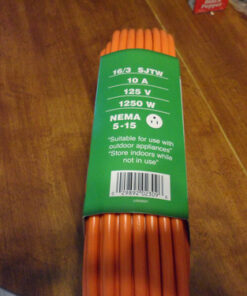 16/3 SJTW
10 A
125 V
1250 W
NEMA
5-15
"Suitable for use with
outdoor appliances"
"Store indoors while
not in use"